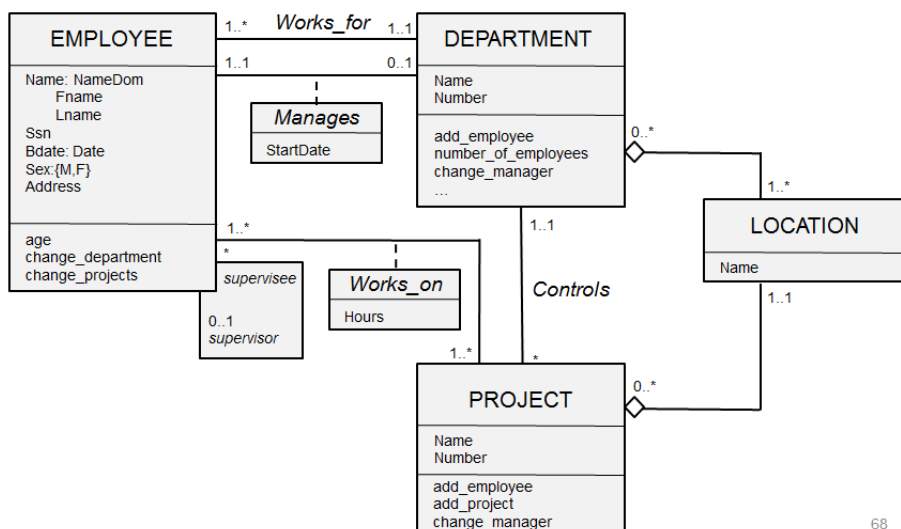 EMPLOYEE
Name: NameDom
Fname
Lname
Ssn
Bdate: Date
Sex:{M,F}
Address
age
change_department
change_projects
1..* Works_for 1..1
1..1 0..1
Manages
StartDate
DEPARTMENT
Name
Number
add_employee
number_of_employees
change_manager
...
0..*
1..*
LOCATION
Name
1..1
1..*
*
supervisee
0..1
supervisor
Works_on
Hours
1..*
1..1
Controls
*
PROJECT
Name
Number
add_employee
add_project
change_manager
0..*
68